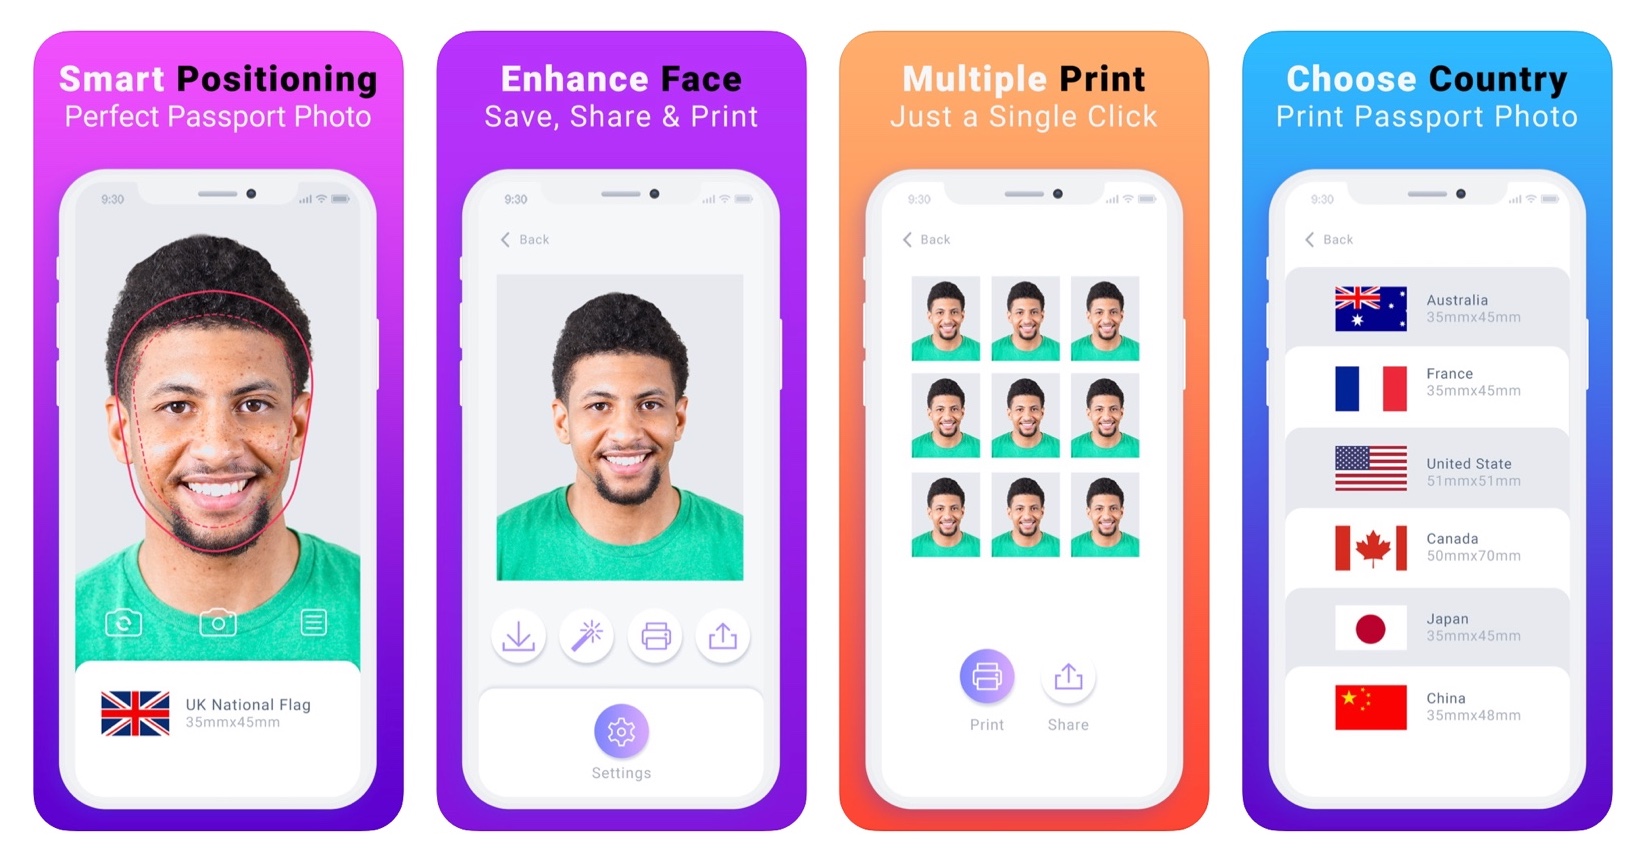 Smart Positioning
Perfect Passport Photo
9:30
UK National Flag
35mmx45mm
Enhance Face
Save, Share & Print
9:30
Back
Settings
Multiple Print
Just a Single Click
9:30
Back
Print
Share
Choose Country
Print Passport Photo
9:30
Back
Australia
35mmx45mm
France
35mmx45mm
United State
51mmx51mm
Canada
50mmx70mm
Japan
35mmx45mm
China
35mmx48mm